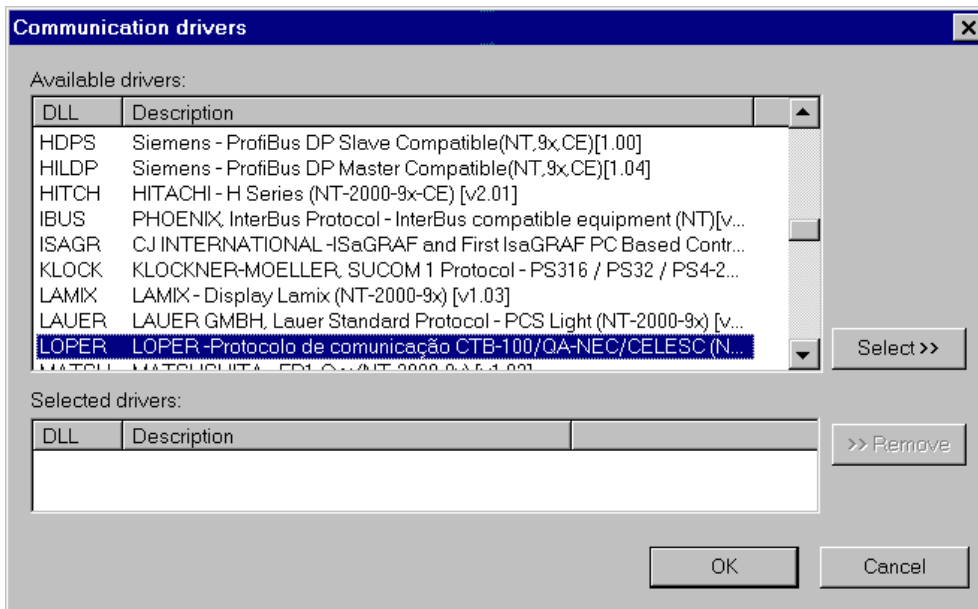 Communication drivers
Available drivers:
DLL Description
HDPS Siemens - ProfiBus DP Slave Compatible(NT,9x,CE)[1.00]
HILDP Siemens - ProfiBus DP Master Compatible(NT,9x,CE)[1.04]
HITCH HITACHI - H Series (NT-2000-9x-CE) [v2.01]
IBUS PHOENIX, InterBus Protocol - InterBus compatible equipment (NT)[v...
ISAGR CJ INTERNATIONAL -ISaGRAF and First IsaGRAF PC Based Contr...
KLOCK KLOCKNER-MOELLER, SUCOM 1 Protocol - PS316 / PS32 / PS4-2...
LAMIX LAMIX - Display Lamix (NT-2000-9x) [v1.03]
LAUER LAUER GMBH, Lauer Standard Protocol - PCS Light (NT-2000-9x) [v...
LOPER LOPER -Protocolo de comunicação CTB-100/QA-NEC/CELESC (N...
Select >>
Selected drivers:
DLL Description
>> Remove
OK Cancel